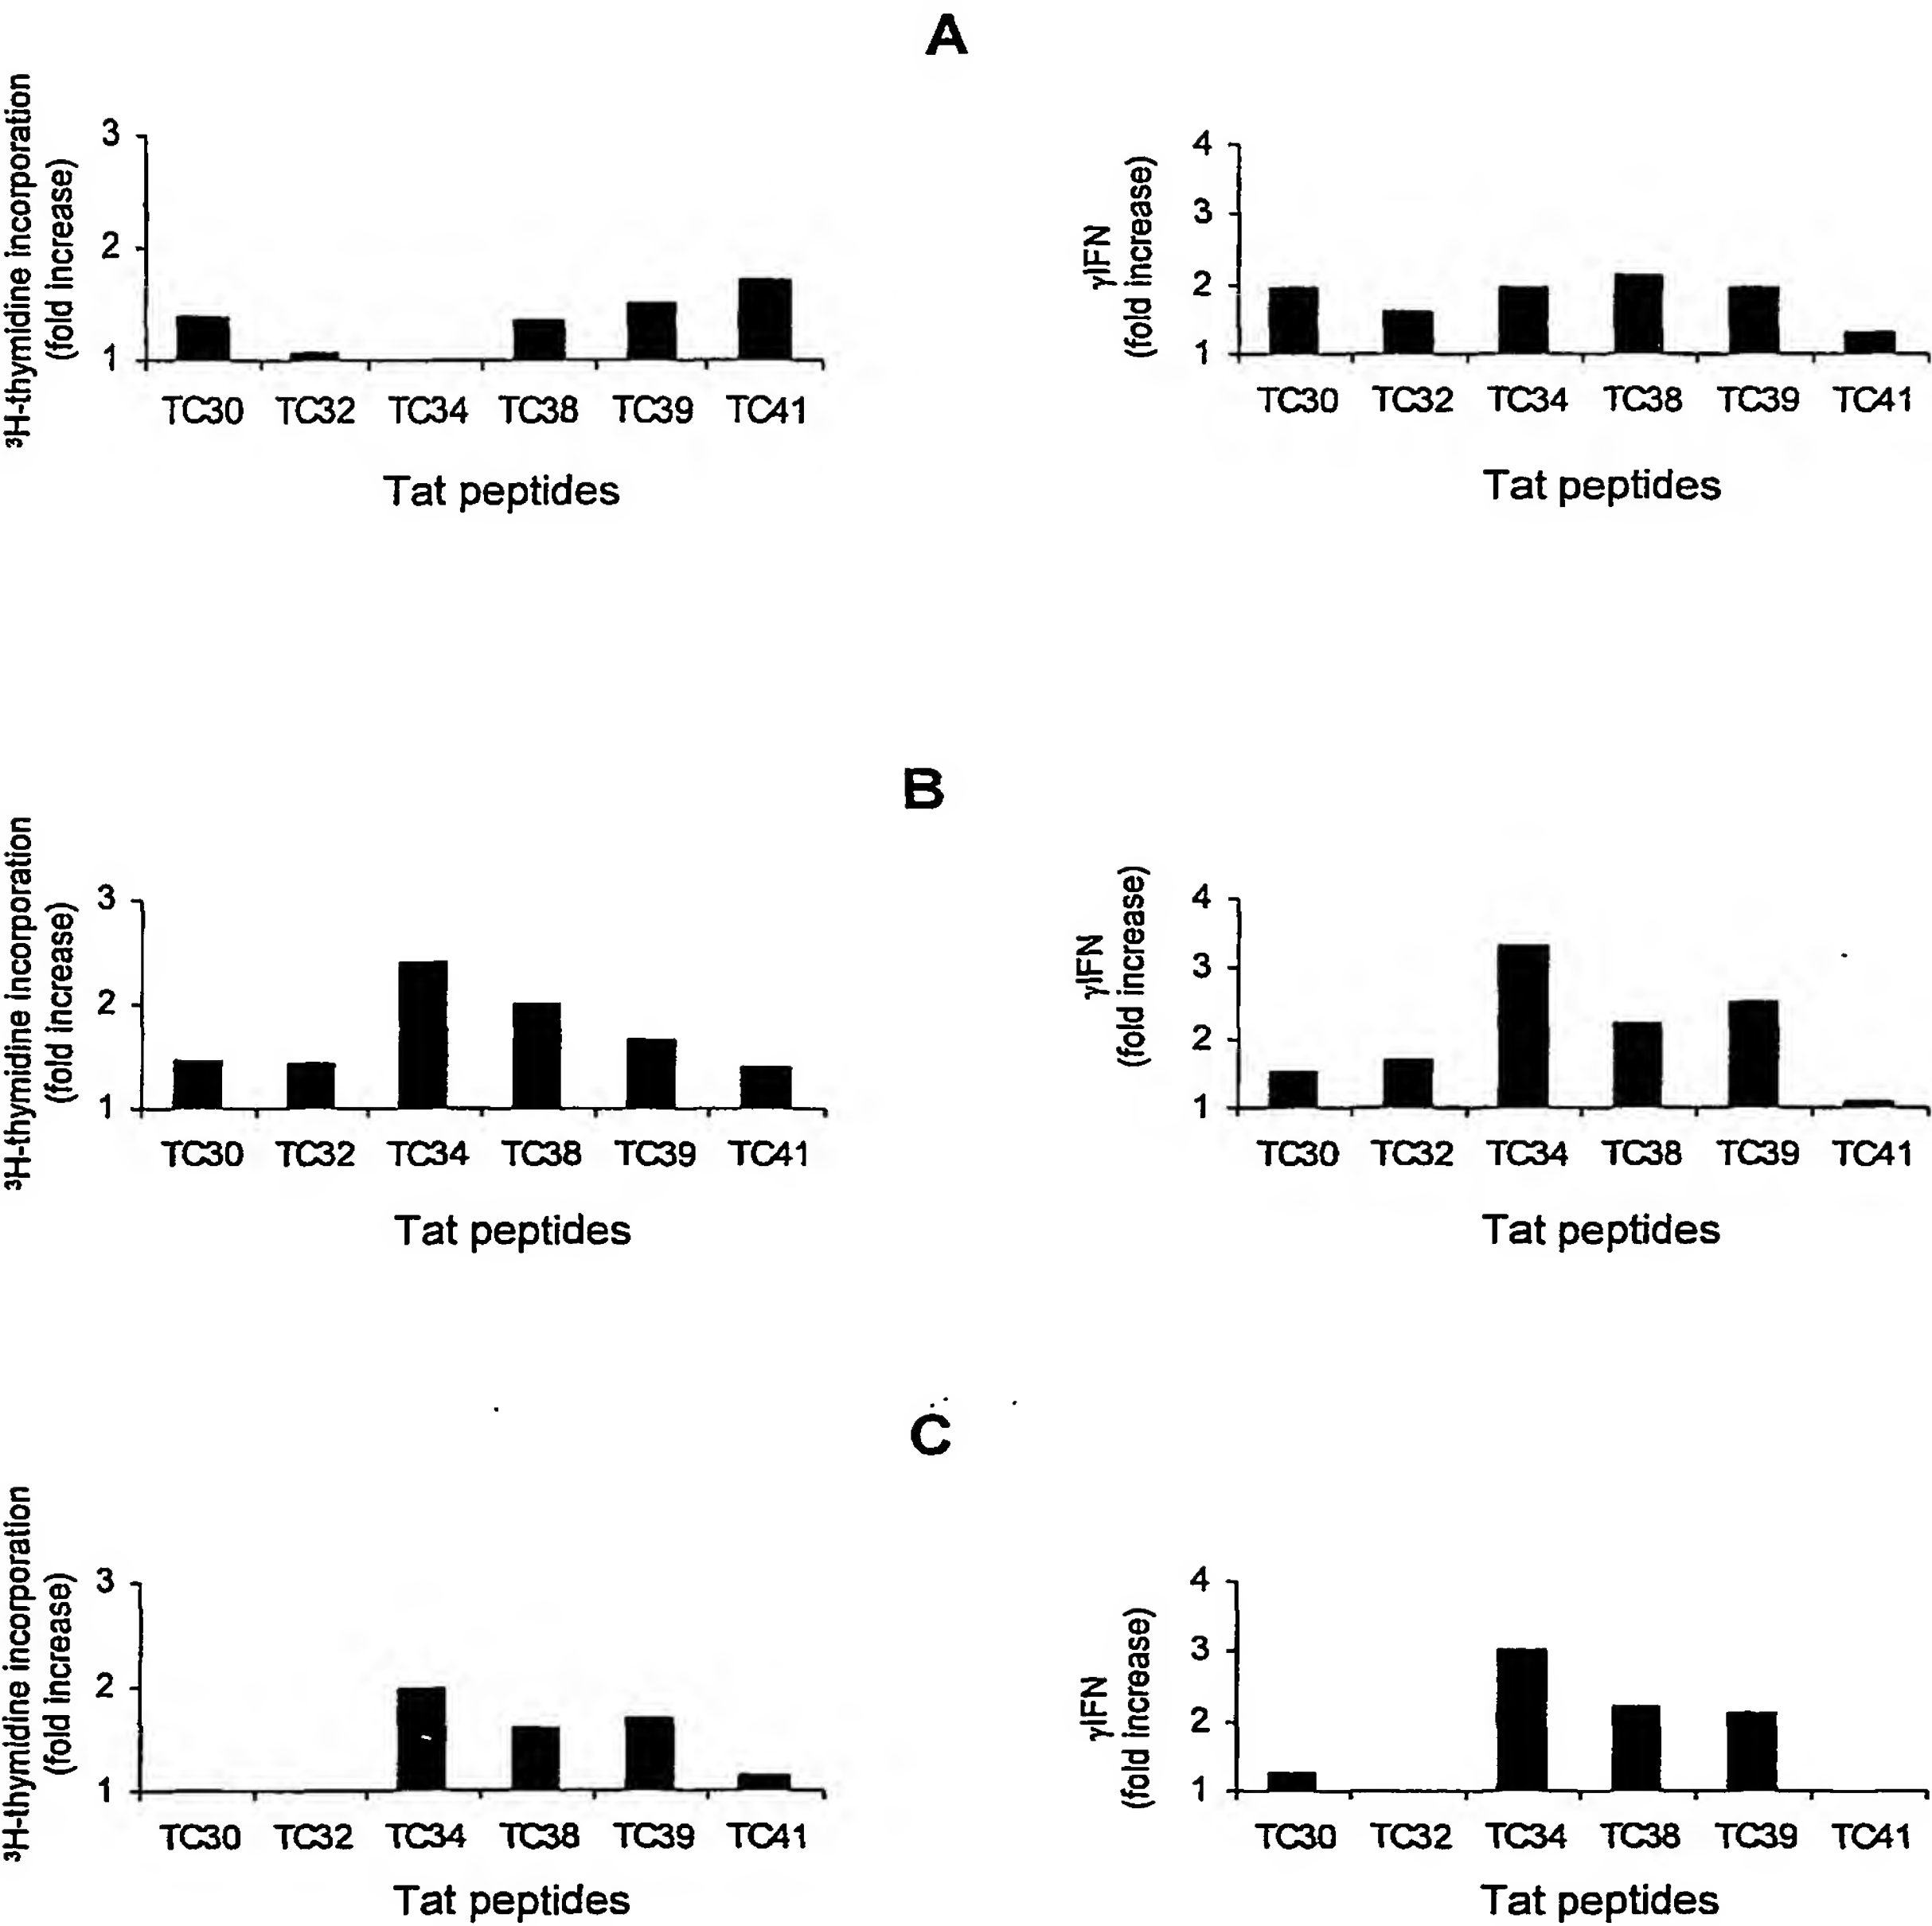 A
³H-thymidine incorporation
(fold increase)
3
2
1
TC30 TC32 TC34 TC38 TC39 TC41
Tat peptides
γIFN
(fold increase)
4
3
2
1
TC30 TC32 TC34 TC38 TC39 TC41
Tat peptides
B
³H-thymidine incorporation
(fold increase)
3
2
1
TC30 TC32 TC34 TC38 TC39 TC41
Tat peptides
γIFN
(fold increase)
4
3
2
1
TC30 TC32 TC34 TC38 TC39 TC41
Tat peptides
C
³H-thymidine incorporation
(fold increase)
3
2
1
TC30 TC32 TC34 TC38 TC39 TC41
Tat peptides
γIFN
(fold increase)
4
3
2
1
TC30 TC32 TC34 TC38 TC39 TC41
Tat peptides